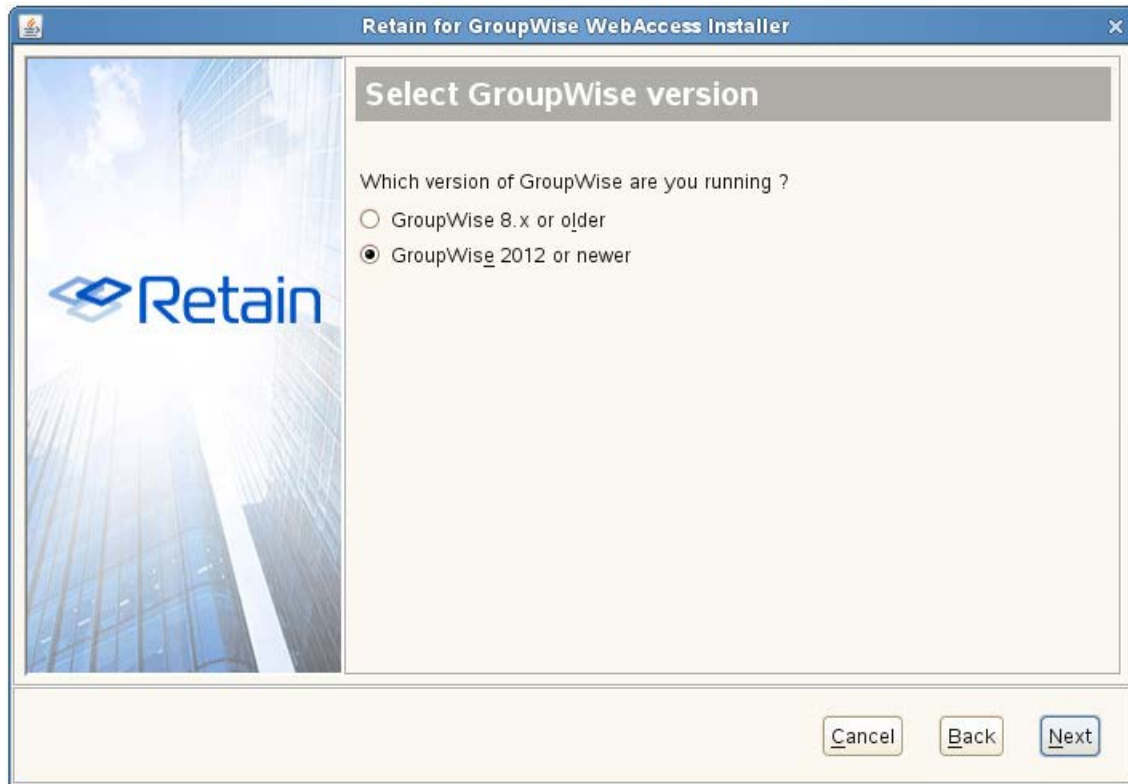 Retain for GroupWise WebAccess Installer
Select GroupWise version
Which version of GroupWise are you running ?
GroupWise 8.x or older
GroupWise 2012 or newer
Retain
Cancel Back Next